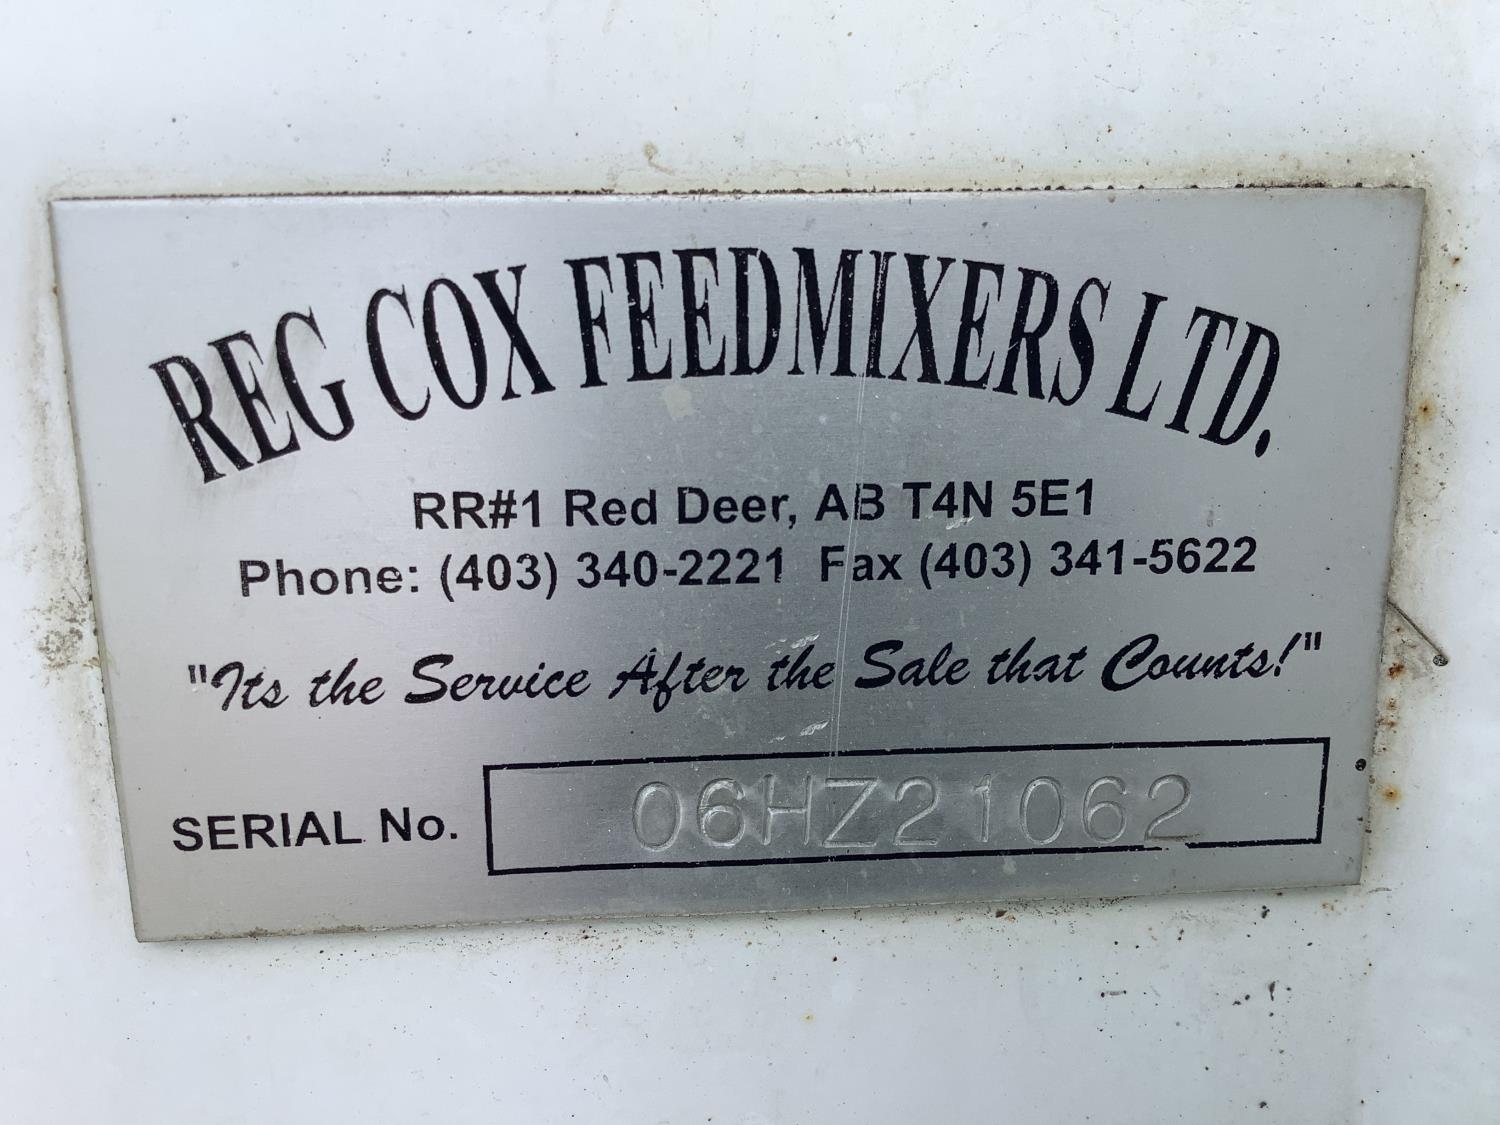 REG COX FEEDMIXERS LTD.
RR#1 Red Deer, AB T4N 5E1
Phone: (403) 340-2221 Fax (403) 341-5622
"Its the Service After the Sale that Counts!"
SERIAL No. 06HZ21062